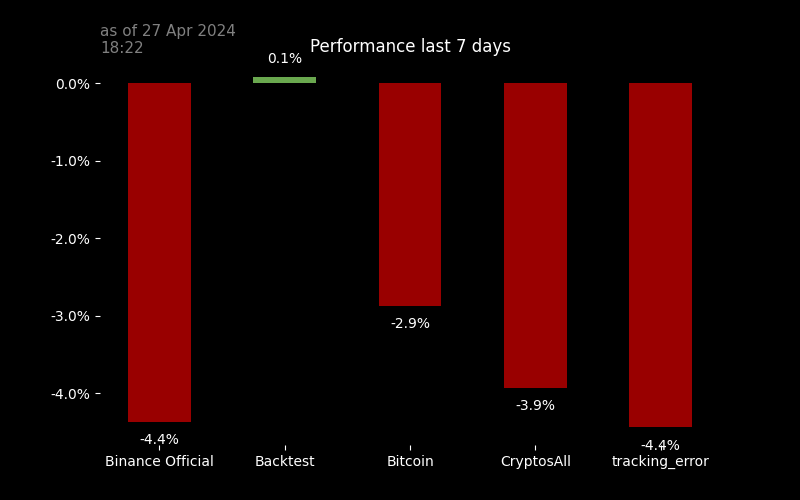 as of 27 Apr 2024
18:22
Performance last 7 days
0.1%
0.0%
-1.0%
-2.0%
-3.0%
-4.0%
-2.9%
-3.9%
-4.4%
-4.4%
Binance Official
Backtest
Bitcoin
CryptosAll
tracking_error